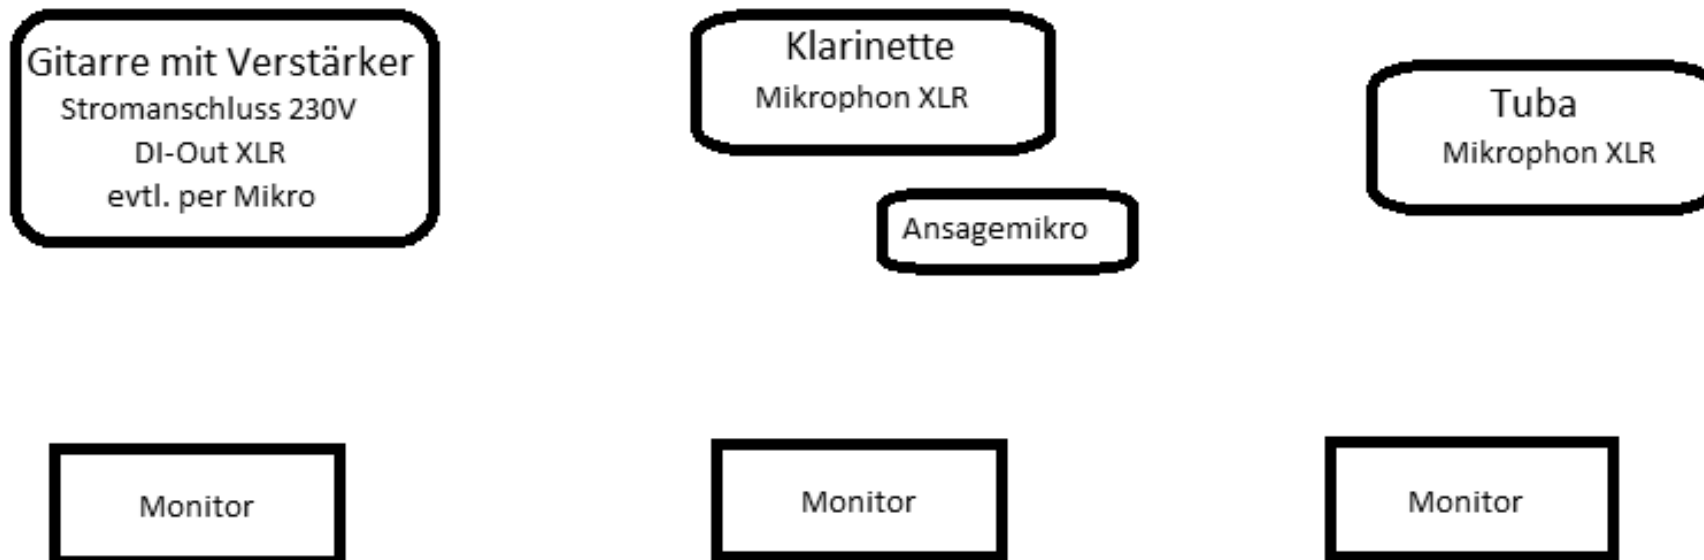 Gitarre mit Verstärker
Stromanschluss 230V
DI-Out XLR
evtl. per Mikro
Klarinette
Mikrophon XLR
Ansagemikro
Tuba
Mikrophon XLR
Monitor
Monitor
Monitor